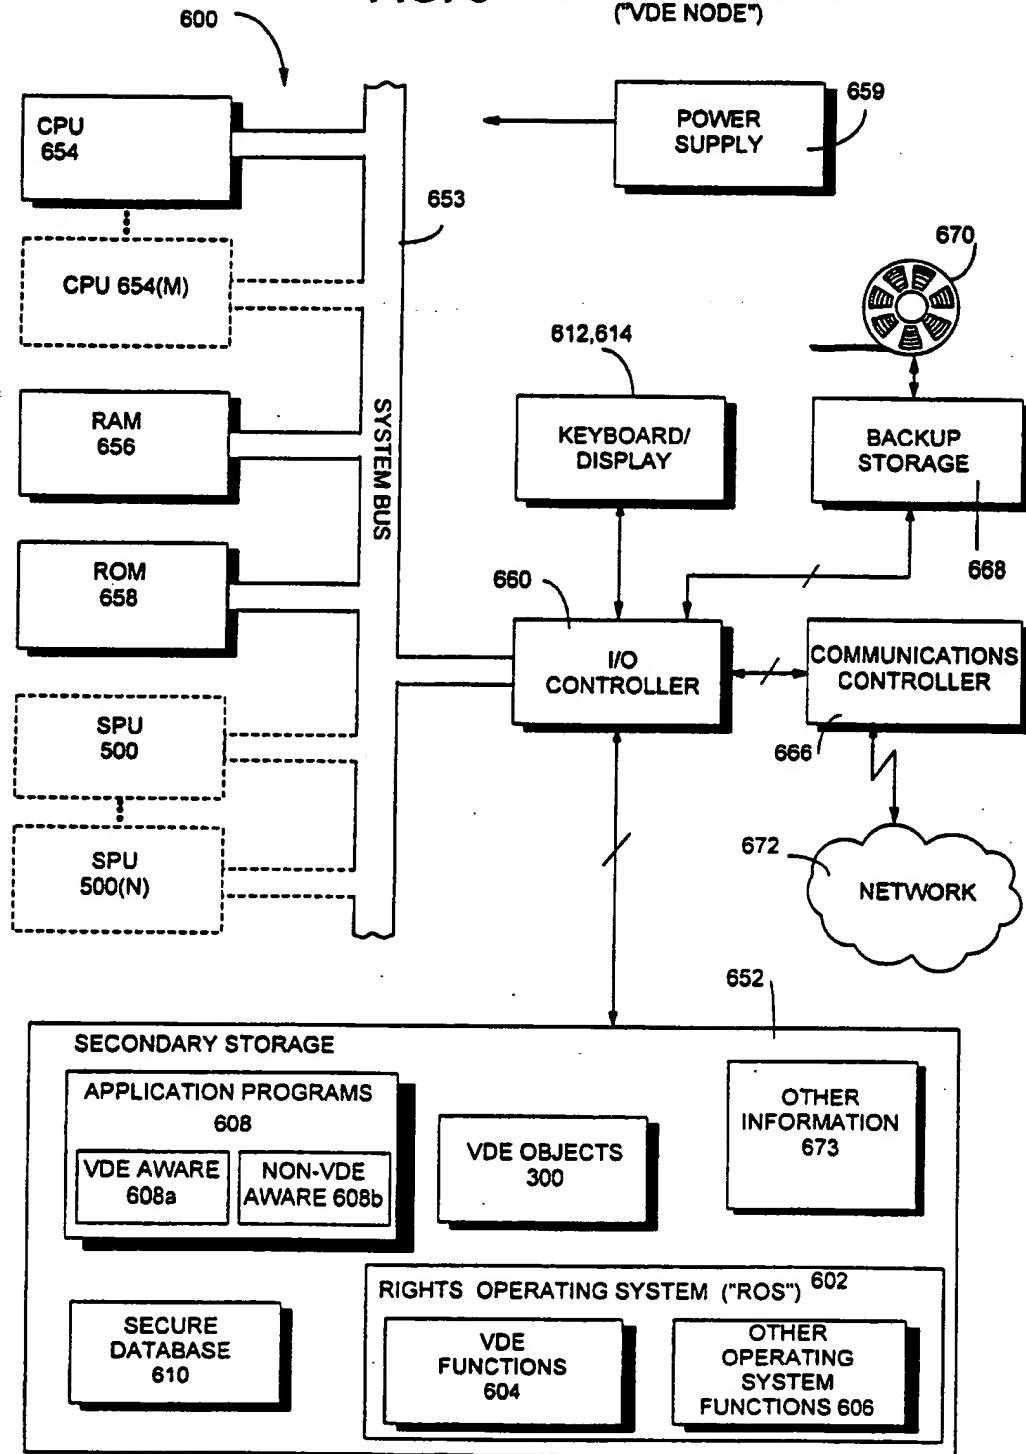 ("VDE NODE")
600
CPU
654
POWER
SUPPLY
659
653
CPU 654(M)
670
612,614
RAM
656
SYSTEM BUS
KEYBOARD/
DISPLAY
BACKUP
STORAGE
668
ROM
658
660
I/O
CONTROLLER
COMMUNICATIONS
CONTROLLER
666
SPU
500
SPU
500(N)
672
NETWORK
652
SECONDARY STORAGE
APPLICATION PROGRAMS
608
VDE AWARE
608a
NON-VDE
AWARE 608b
VDE OBJECTS
300
OTHER
INFORMATION
673
SECURE
DATABASE
610
RIGHTS OPERATING SYSTEM ("ROS") 602
VDE
FUNCTIONS
604
OTHER
OPERATING
SYSTEM
FUNCTIONS 606